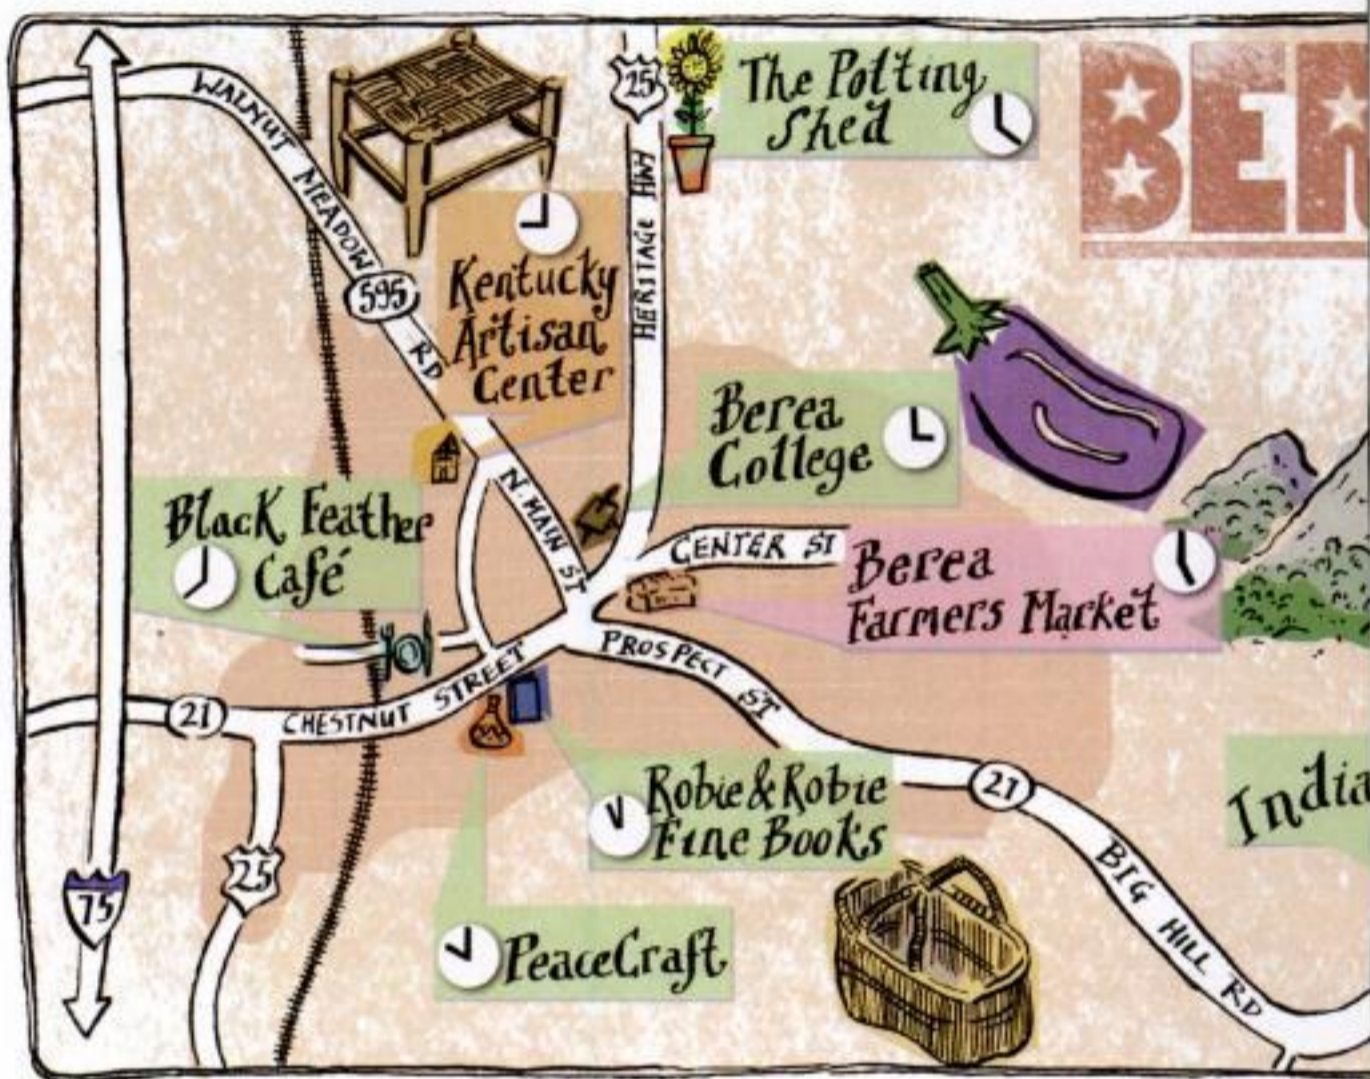 WALNUT MEADOW RD
595
25
HERITAGE HWY
The Potting
Shed
Kentucky
Artisan
Center
Berea
College
Black Feather
Café
N. MAIN ST
CENTER ST
Berea
Farmers Market
PROSPECT ST
21
CHESTNUT STREET
Robie & Robie
Fine Books
21
25
75
BIG HILL RD
PeaceCraft